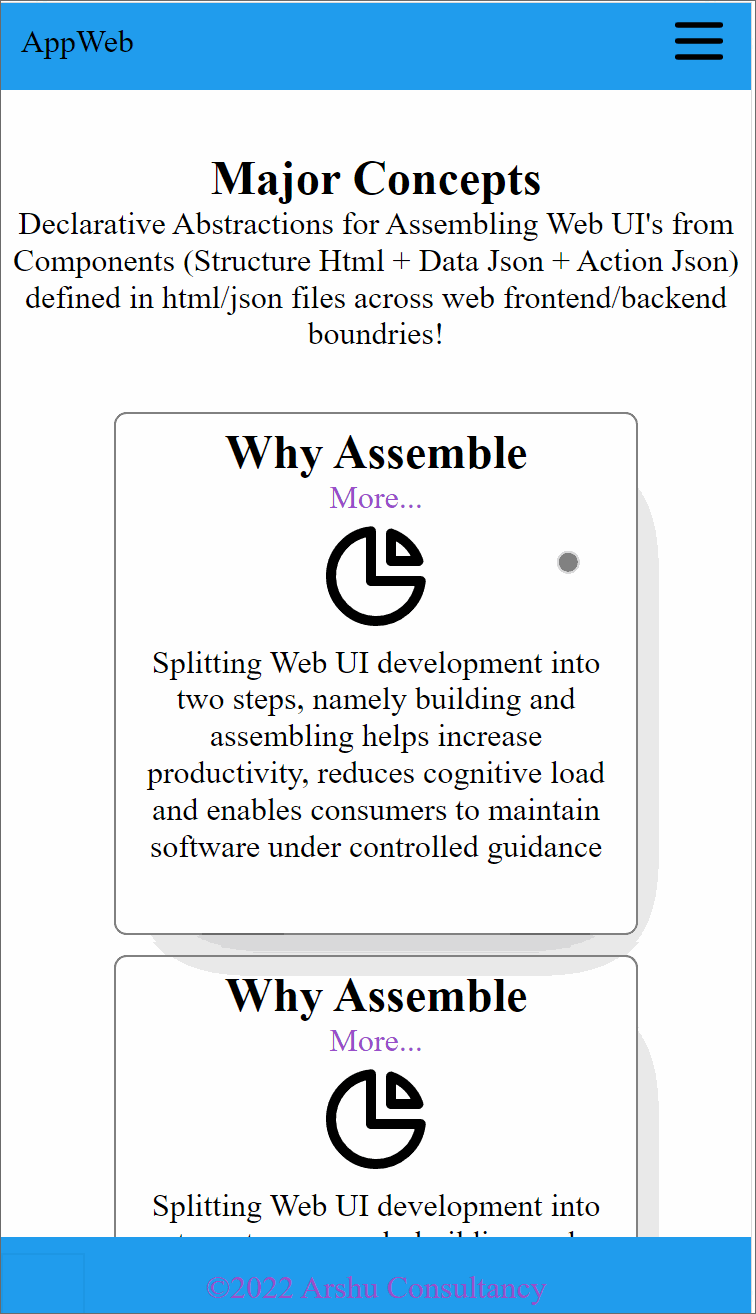 AppWeb
Major Concepts
Declarative Abstractions for Assembling Web UI's from
Components (Structure Html + Data Json + Action Json)
defined in html/json files across web frontend/backend
boundries!
Why Assemble
More...
Splitting Web UI development into
two steps, namely building and
assembling helps increase
productivity, reduces cognitive load
and enables consumers to maintain
software under controlled guidance
Why Assemble
More...
Splitting Web UI development into
©2022 Arshu Consultancy